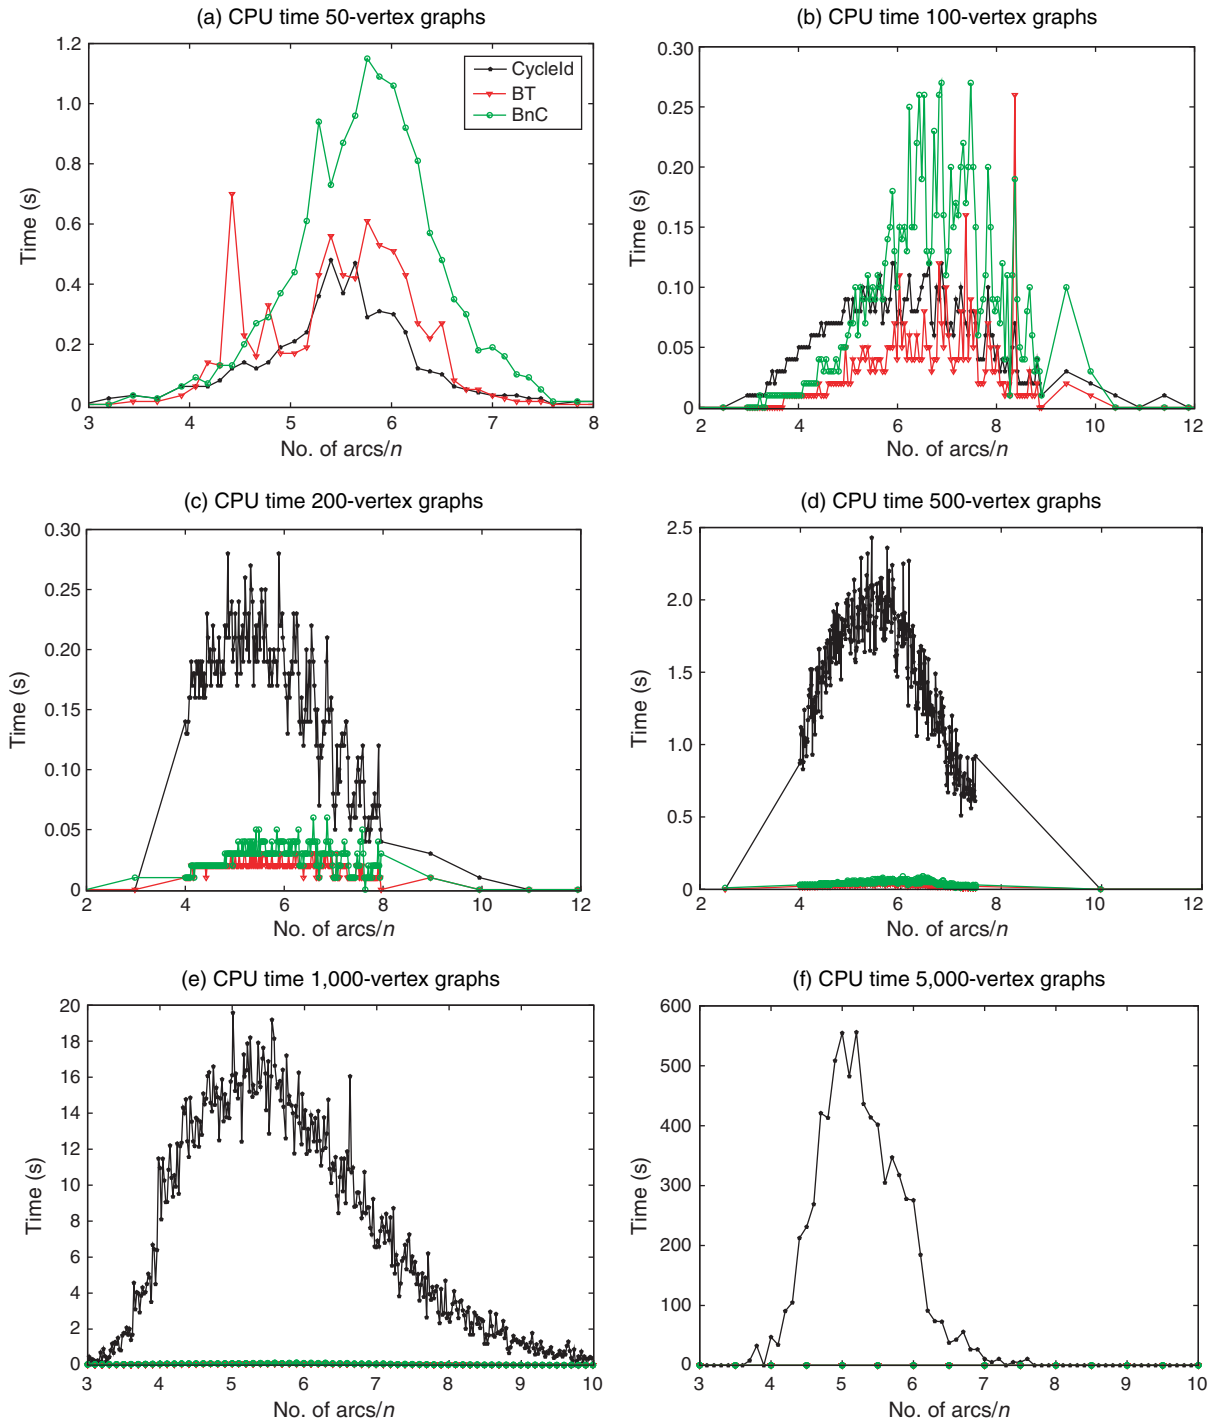 (a) CPU time 50-vertex graphs
1.2
1.0
0.8
0.6
0.4
0.2
0
Time (s)
CycleId
BT
BnC
3 4 5 6 7 8
No. of arcs/n
(b) CPU time 100-vertex graphs
0.30
0.25
0.20
0.15
0.10
0.05
0
Time (s)
2 4 6 8 10 12
No. of arcs/n
(c) CPU time 200-vertex graphs
0.30
0.25
0.20
0.15
0.10
0.05
0
Time (s)
2 4 6 8 10 12
No. of arcs/n
(d) CPU time 500-vertex graphs
2.5
2.0
1.5
1.0
0.5
0
Time (s)
2 4 6 8 10 12
No. of arcs/n
(e) CPU time 1,000-vertex graphs
20
18
16
14
12
10
8
6
4
2
0
Time (s)
3 4 5 6 7 8 9 10
No. of arcs/n
(f) CPU time 5,000-vertex graphs
600
500
400
300
200
100
0
Time (s)
3 4 5 6 7 8 9 10
No. of arcs/n